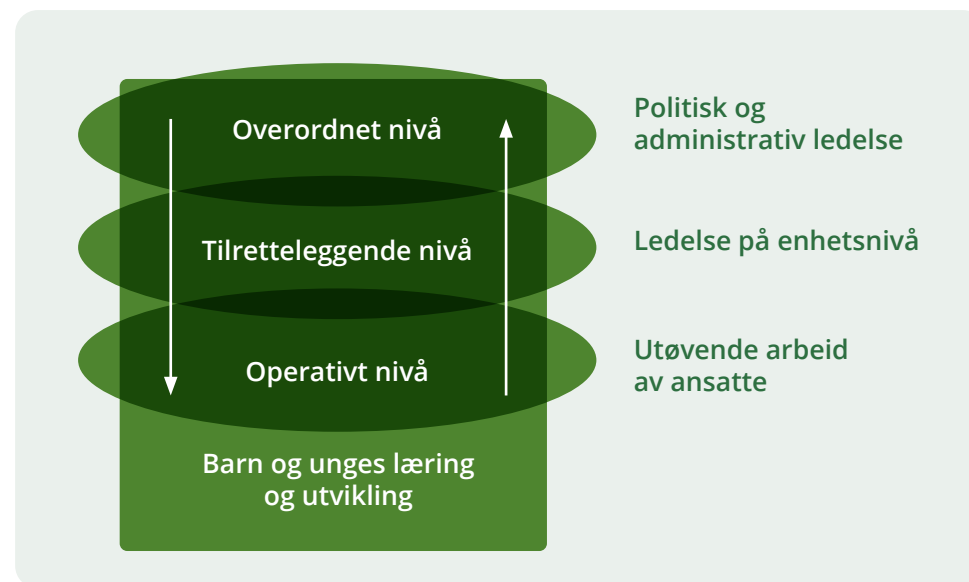 Overordnet nivå
Politisk og
administrativ ledelse
Tilretteleggende nivå
Ledelse på enhetsnivå
Operativt nivå
Utøvende arbeid
av ansatte
Barn og unges læring
og utvikling